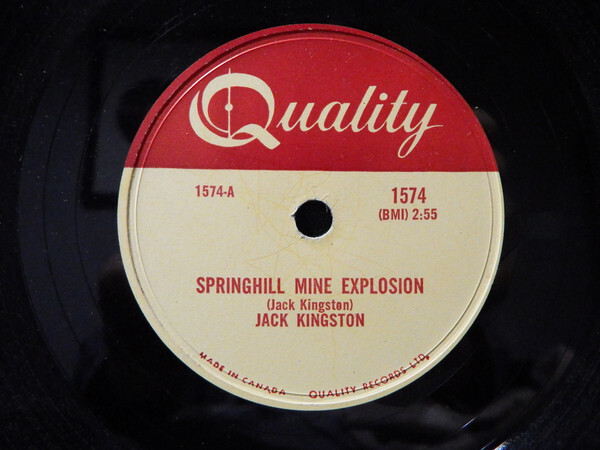 Quality
1574-A
1574
(BMI) 2:55
SPRINGHILL MINE EXPLOSION
(Jack Kingston)
JACK KINGSTON
MADE IN CANADA QUALITY RECORDS LTD.